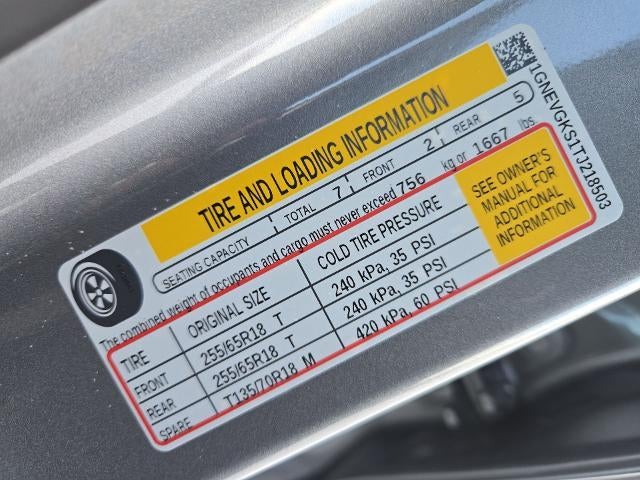 TIRE AND LOADING INFORMATION
SEATING CAPACITY TOTAL 7 FRONT 2 REAR 5
The combined weight of occupants and cargo must never exceed 756 kg or 1667 lbs.
TIRE ORIGINAL SIZE COLD TIRE PRESSURE
FRONT 255/65R18 T 240 kPa, 35 PSI
REAR 255/65R18 T 240 kPa, 35 PSI
SPARE T135/70R18 M 420 kPa, 60 PSI
SEE OWNER'S
MANUAL FOR
ADDITIONAL
INFORMATION
1GNEVGKS1TJ218503